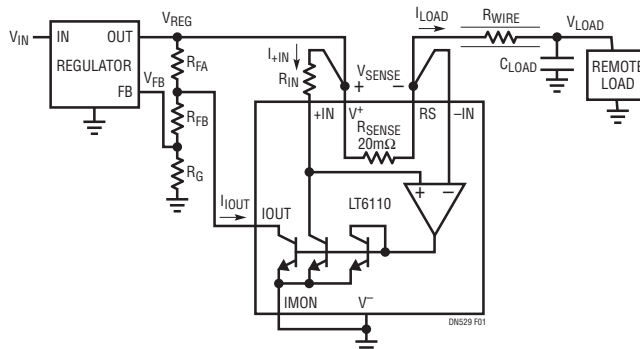 VREG
ILOAD
RWIRE
VLOAD
VIN
IN
OUT
REGULATOR
FB
VFB
RFA
RFB
RG
I+IN
RIN
VSENSE
+
–
CLOAD
REMOTE
LOAD
+IN
V+
RS
–IN
RSENSE
20mΩ
+
–
IIOUT
IOUT
LT6110
IMON
V–
DN529 F01